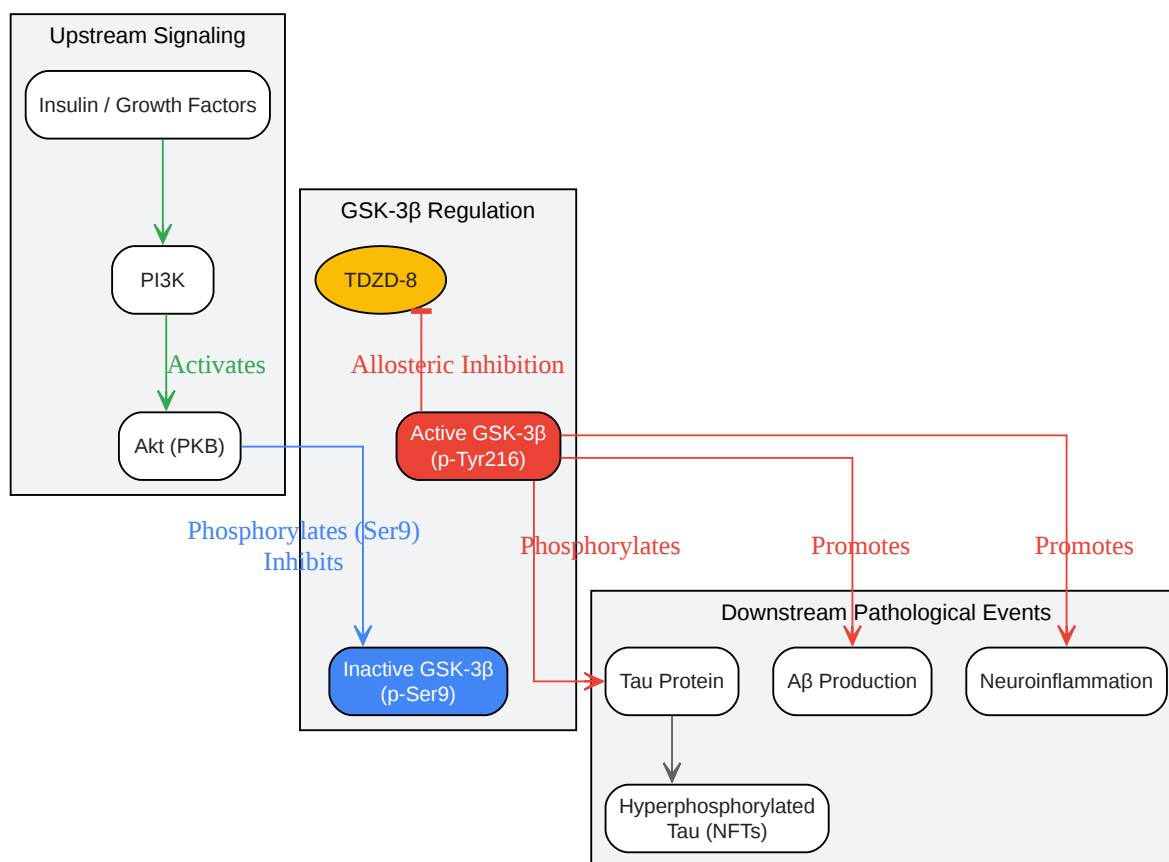 Upstream Signaling
Insulin / Growth Factors
PI3K
Activates
Akt (PKB)
GSK-3β Regulation
TDZD-8
Allosteric Inhibition
Active GSK-3β
(p-Tyr216)
Phosphorylates (Ser9)
Inhibits
Phosphorylates
Promotes
Promotes
Inactive GSK-3β
(p-Ser9)
Downstream Pathological Events
Tau Protein
Aβ Production
Neuroinflammation
Hyperphosphorylated
Tau (NFTs)